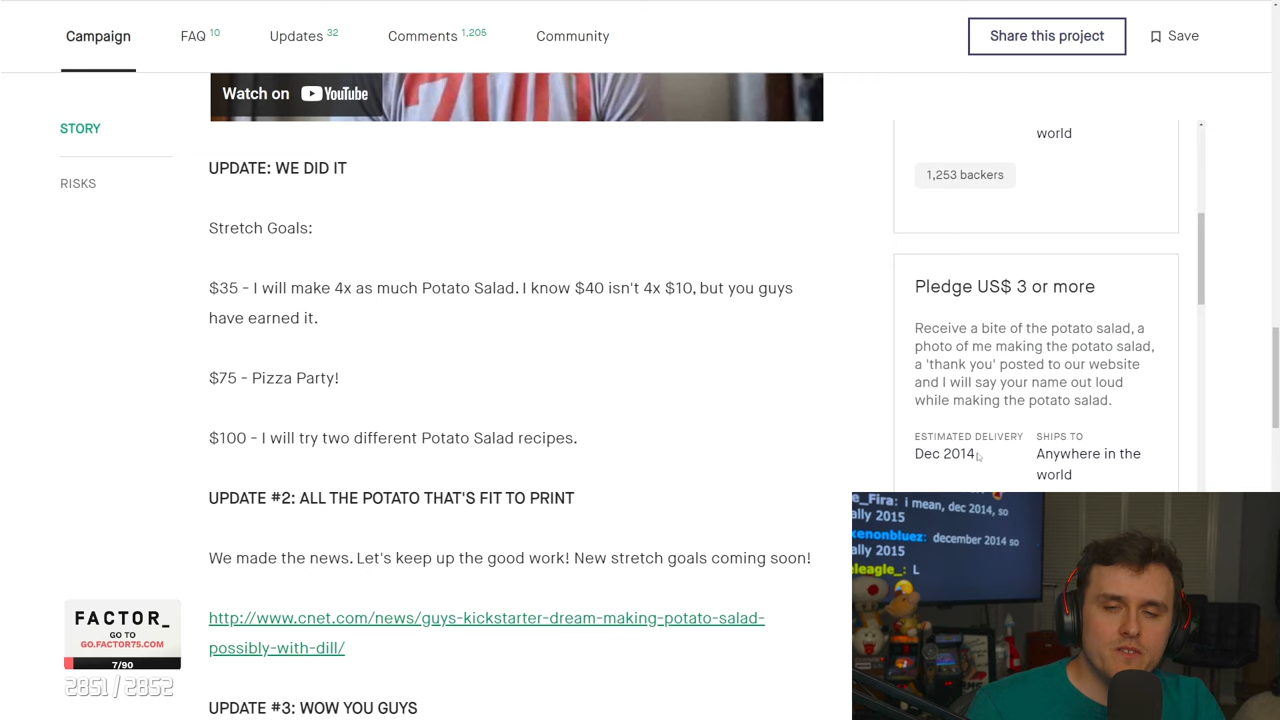 Campaign
FAQ 10
Updates 32
Comments 1,205
Community
Share this project
Save
Watch on YouTube
STORY
RISKS
UPDATE: WE DID IT
Stretch Goals:
$35 - I will make 4x as much Potato Salad. I know $40 isn't 4x $10, but you guys
have earned it.
$75 - Pizza Party!
$100 - I will try two different Potato Salad recipes.
UPDATE #2: ALL THE POTATO THAT'S FIT TO PRINT
We made the news. Let's keep up the good work! New stretch goals coming soon!
http://www.cnet.com/news/guys-kickstarter-dream-making-potato-salad-
possibly-with-dill/
UPDATE #3: WOW YOU GUYS
world
1,253 backers
Pledge US$ 3 or more
Receive a bite of the potato salad, a
photo of me making the potato salad,
a 'thank you' posted to our website
and I will say your name out loud
while making the potato salad.
ESTIMATED DELIVERY
Dec 2014
SHIPS TO
Anywhere in the
world
e_Fira: i mean, dec 2014, so
ally 2015
kenonbluez: december 2014 so
ally 2015
leagle_: L
FACTOR_
GO TO
GO.FACTOR75.COM
7/90
2851/2852